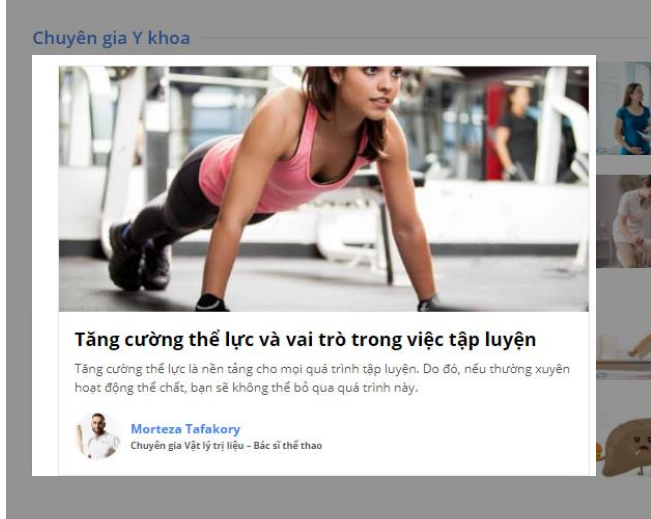 Chuyên gia Y khoa
Tăng cường thể lực và vai trò trong việc tập luyện
Tăng cường thể lực là nền tảng cho mọi quá trình tập luyện. Do đó, nếu thường xuyên
hoạt động thể chất, bạn sẽ không thể bỏ qua quá trình này.
Morteza Tafakory
Chuyên gia Vật lý trị liệu – Bác sĩ thể thao